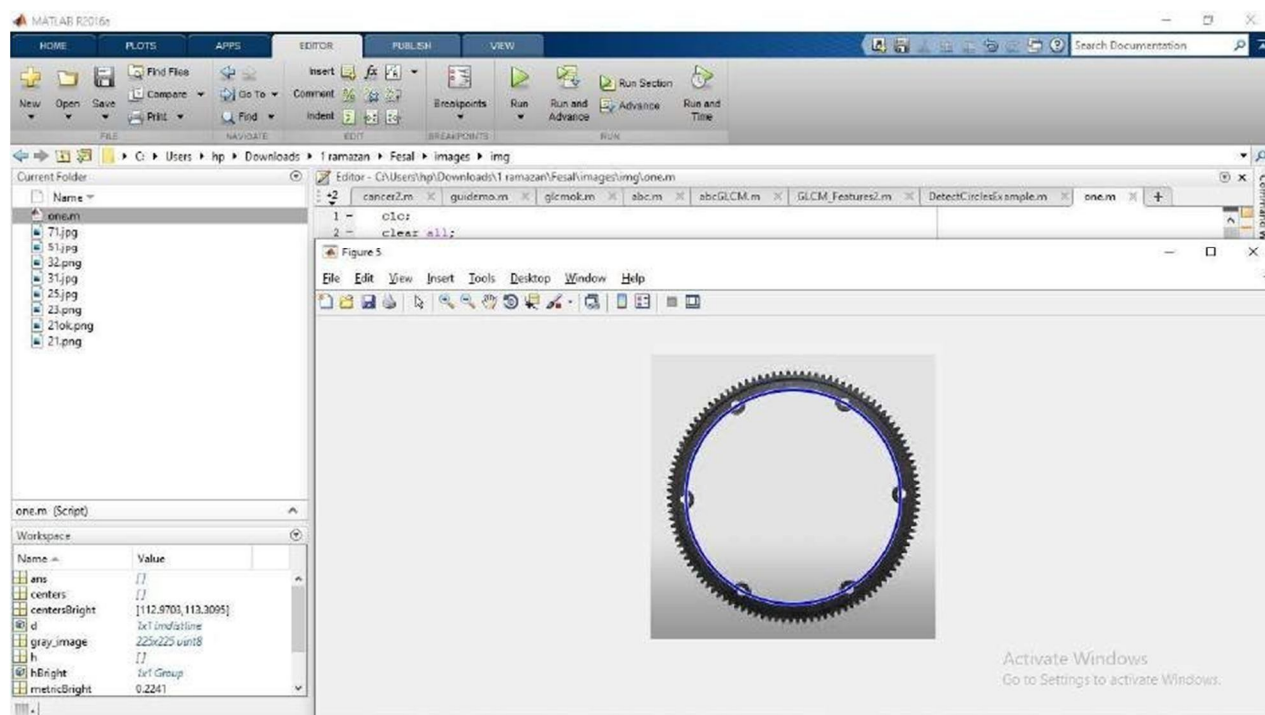 MATLAB R2016a
HOME PLOTS APPS EDITOR PUBLISH VIEW Search Documentation
Find Files Insert fx Run Section
New Open Save Compare Go To Comment Breakpoints Run Run and Advance Advance Run and Time
Print Find Indent
FILE NAVIGATE EDIT BREAKPOINTS RUN
C: Users hp Downloads 1 ramazan Fesal images img
Current Folder Editor - C:\Users\hp\Downloads\1 ramazan\Fesal\images\img\one.m
Name +2 cancer2.m guidemo.m glcmok.m abc.m abcGLCM.m GLCM_Features2.m DetectCirclesExample.m one.m
one.m 1 - clc;
71.jpg 2 - clear all;
51.jpg Figure 5
32.png
31.jpg File Edit View Insert Tools Desktop Window Help
25.jpg
23.png
21ok.png
21.png
one.m (Script)
Workspace
Name Value
ans []
centers []
centersBright [112.9703,113.3095]
d 1x1 imdistline
gray_image 225x225 uint8
h []
hBright 1x1 Group
metricBright 0.2241
Activate Windows
Go to Settings to activate Windows.